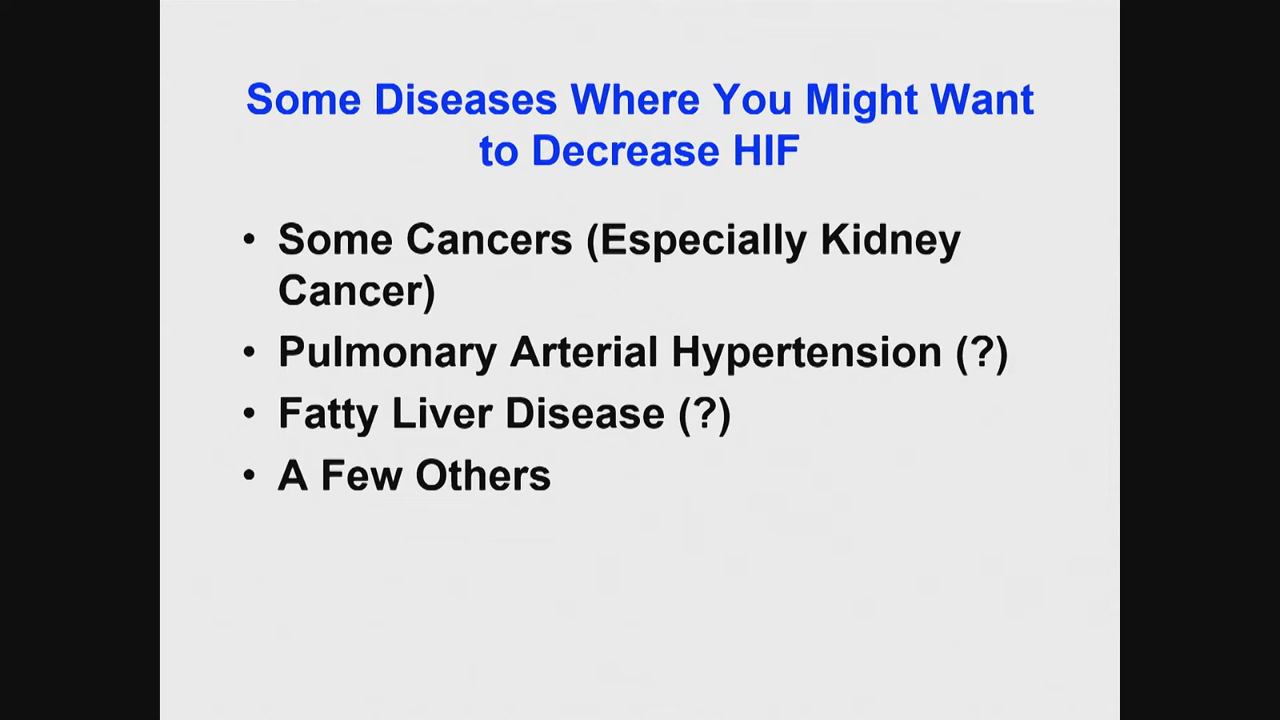 Some Diseases Where You Might Want
to Decrease HIF
• Some Cancers (Especially Kidney
Cancer)
• Pulmonary Arterial Hypertension (?)
• Fatty Liver Disease (?)
• A Few Others